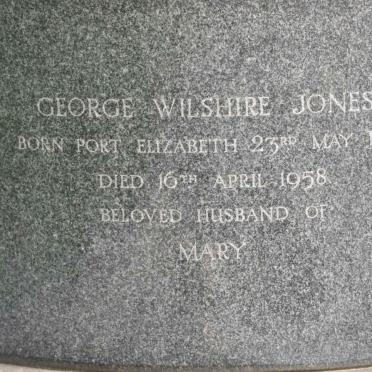 GEORGE WILSHIRE JONES
BORN PORT ELIZABETH 23RD MAY
DIED 16TH APRIL 1958
BELOVED HUSBAND OF
MARY